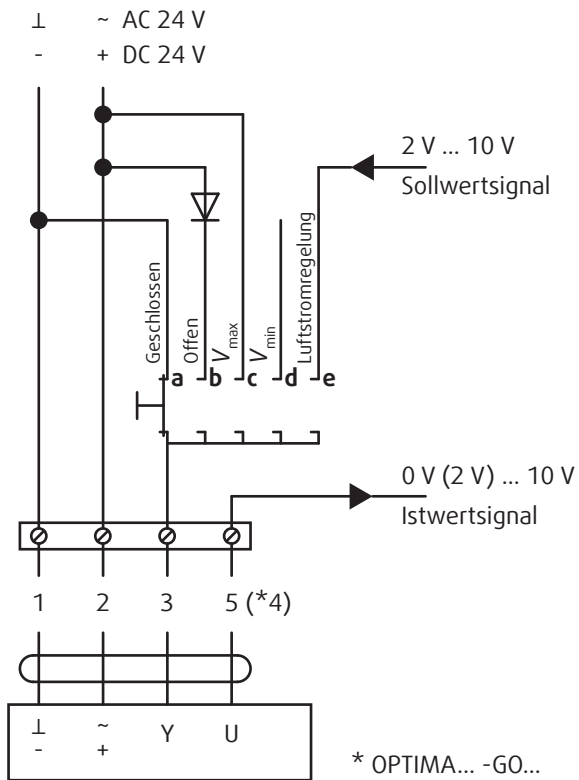 ⊥ ~ AC 24 V
- + DC 24 V
2 V ... 10 V
Sollwertsignal
Geschlossen
Offen
Vmax
Vmin
Luftstromregelung
a b c d e
0 V (2 V) ... 10 V
Istwertsignal
1 2 3 5 (*4)
⊥ ~ Y U
- +
* OPTIMA... -GO...